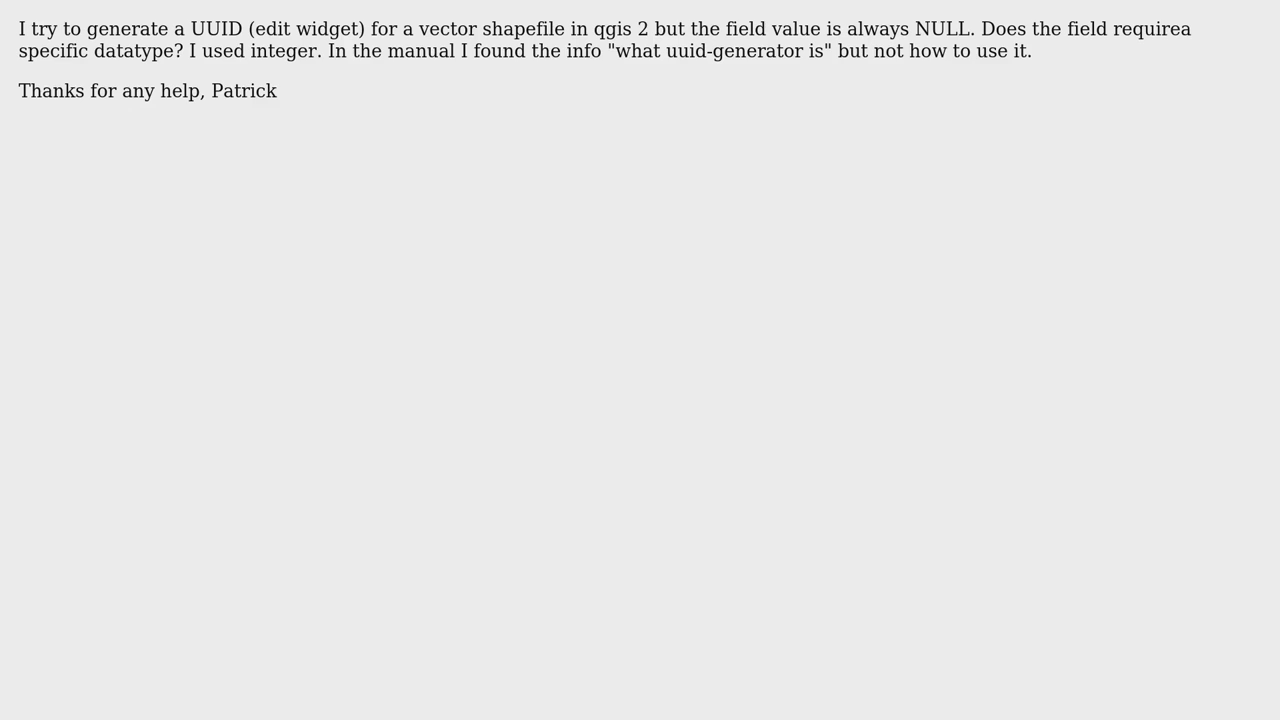 I try to generate a UUID (edit widget) for a vector shapefile in qgis 2 but the field value is always NULL. Does the field requirea
specific datatype? I used integer. In the manual I found the info "what uuid-generator is" but not how to use it.
Thanks for any help, Patrick